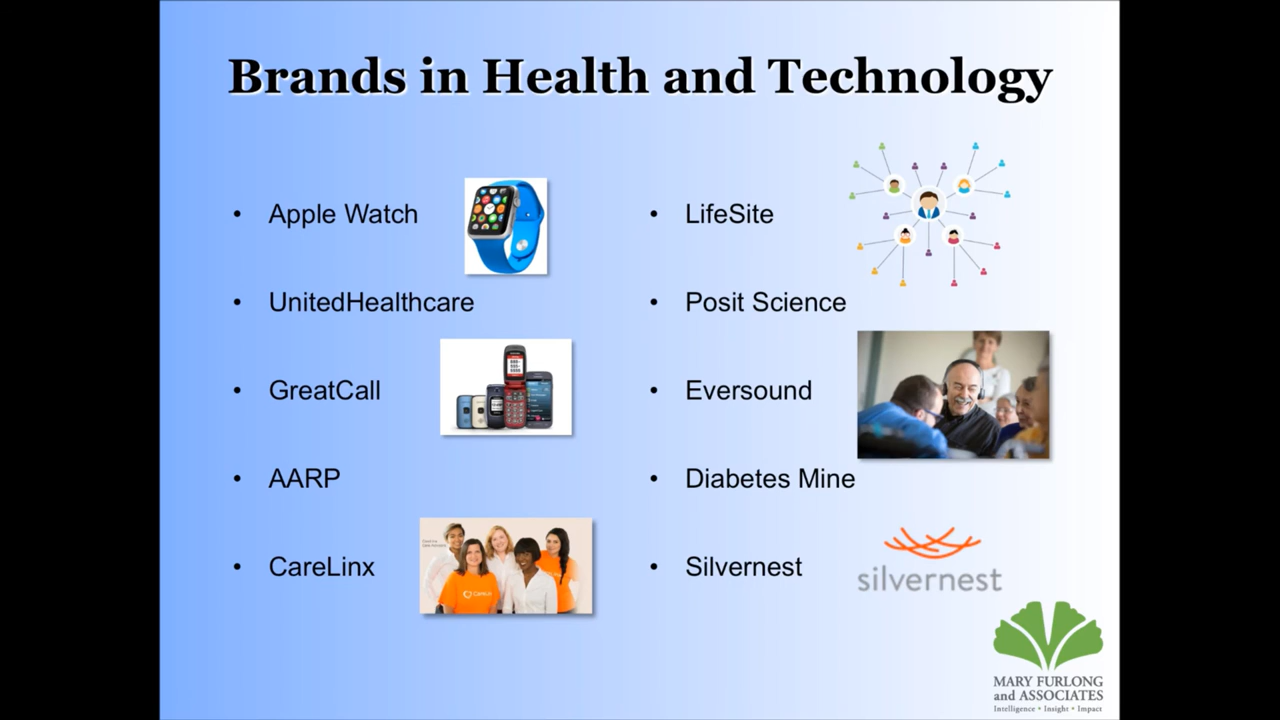 Brands in Health and Technology
• Apple Watch
• UnitedHealthcare
• GreatCall
• AARP
• CareLinx
• LifeSite
• Posit Science
• Eversound
• Diabetes Mine
• Silvernest
silvernest
MARY FURLONG
and ASSOCIATES
Intelligence • Insight • Impact